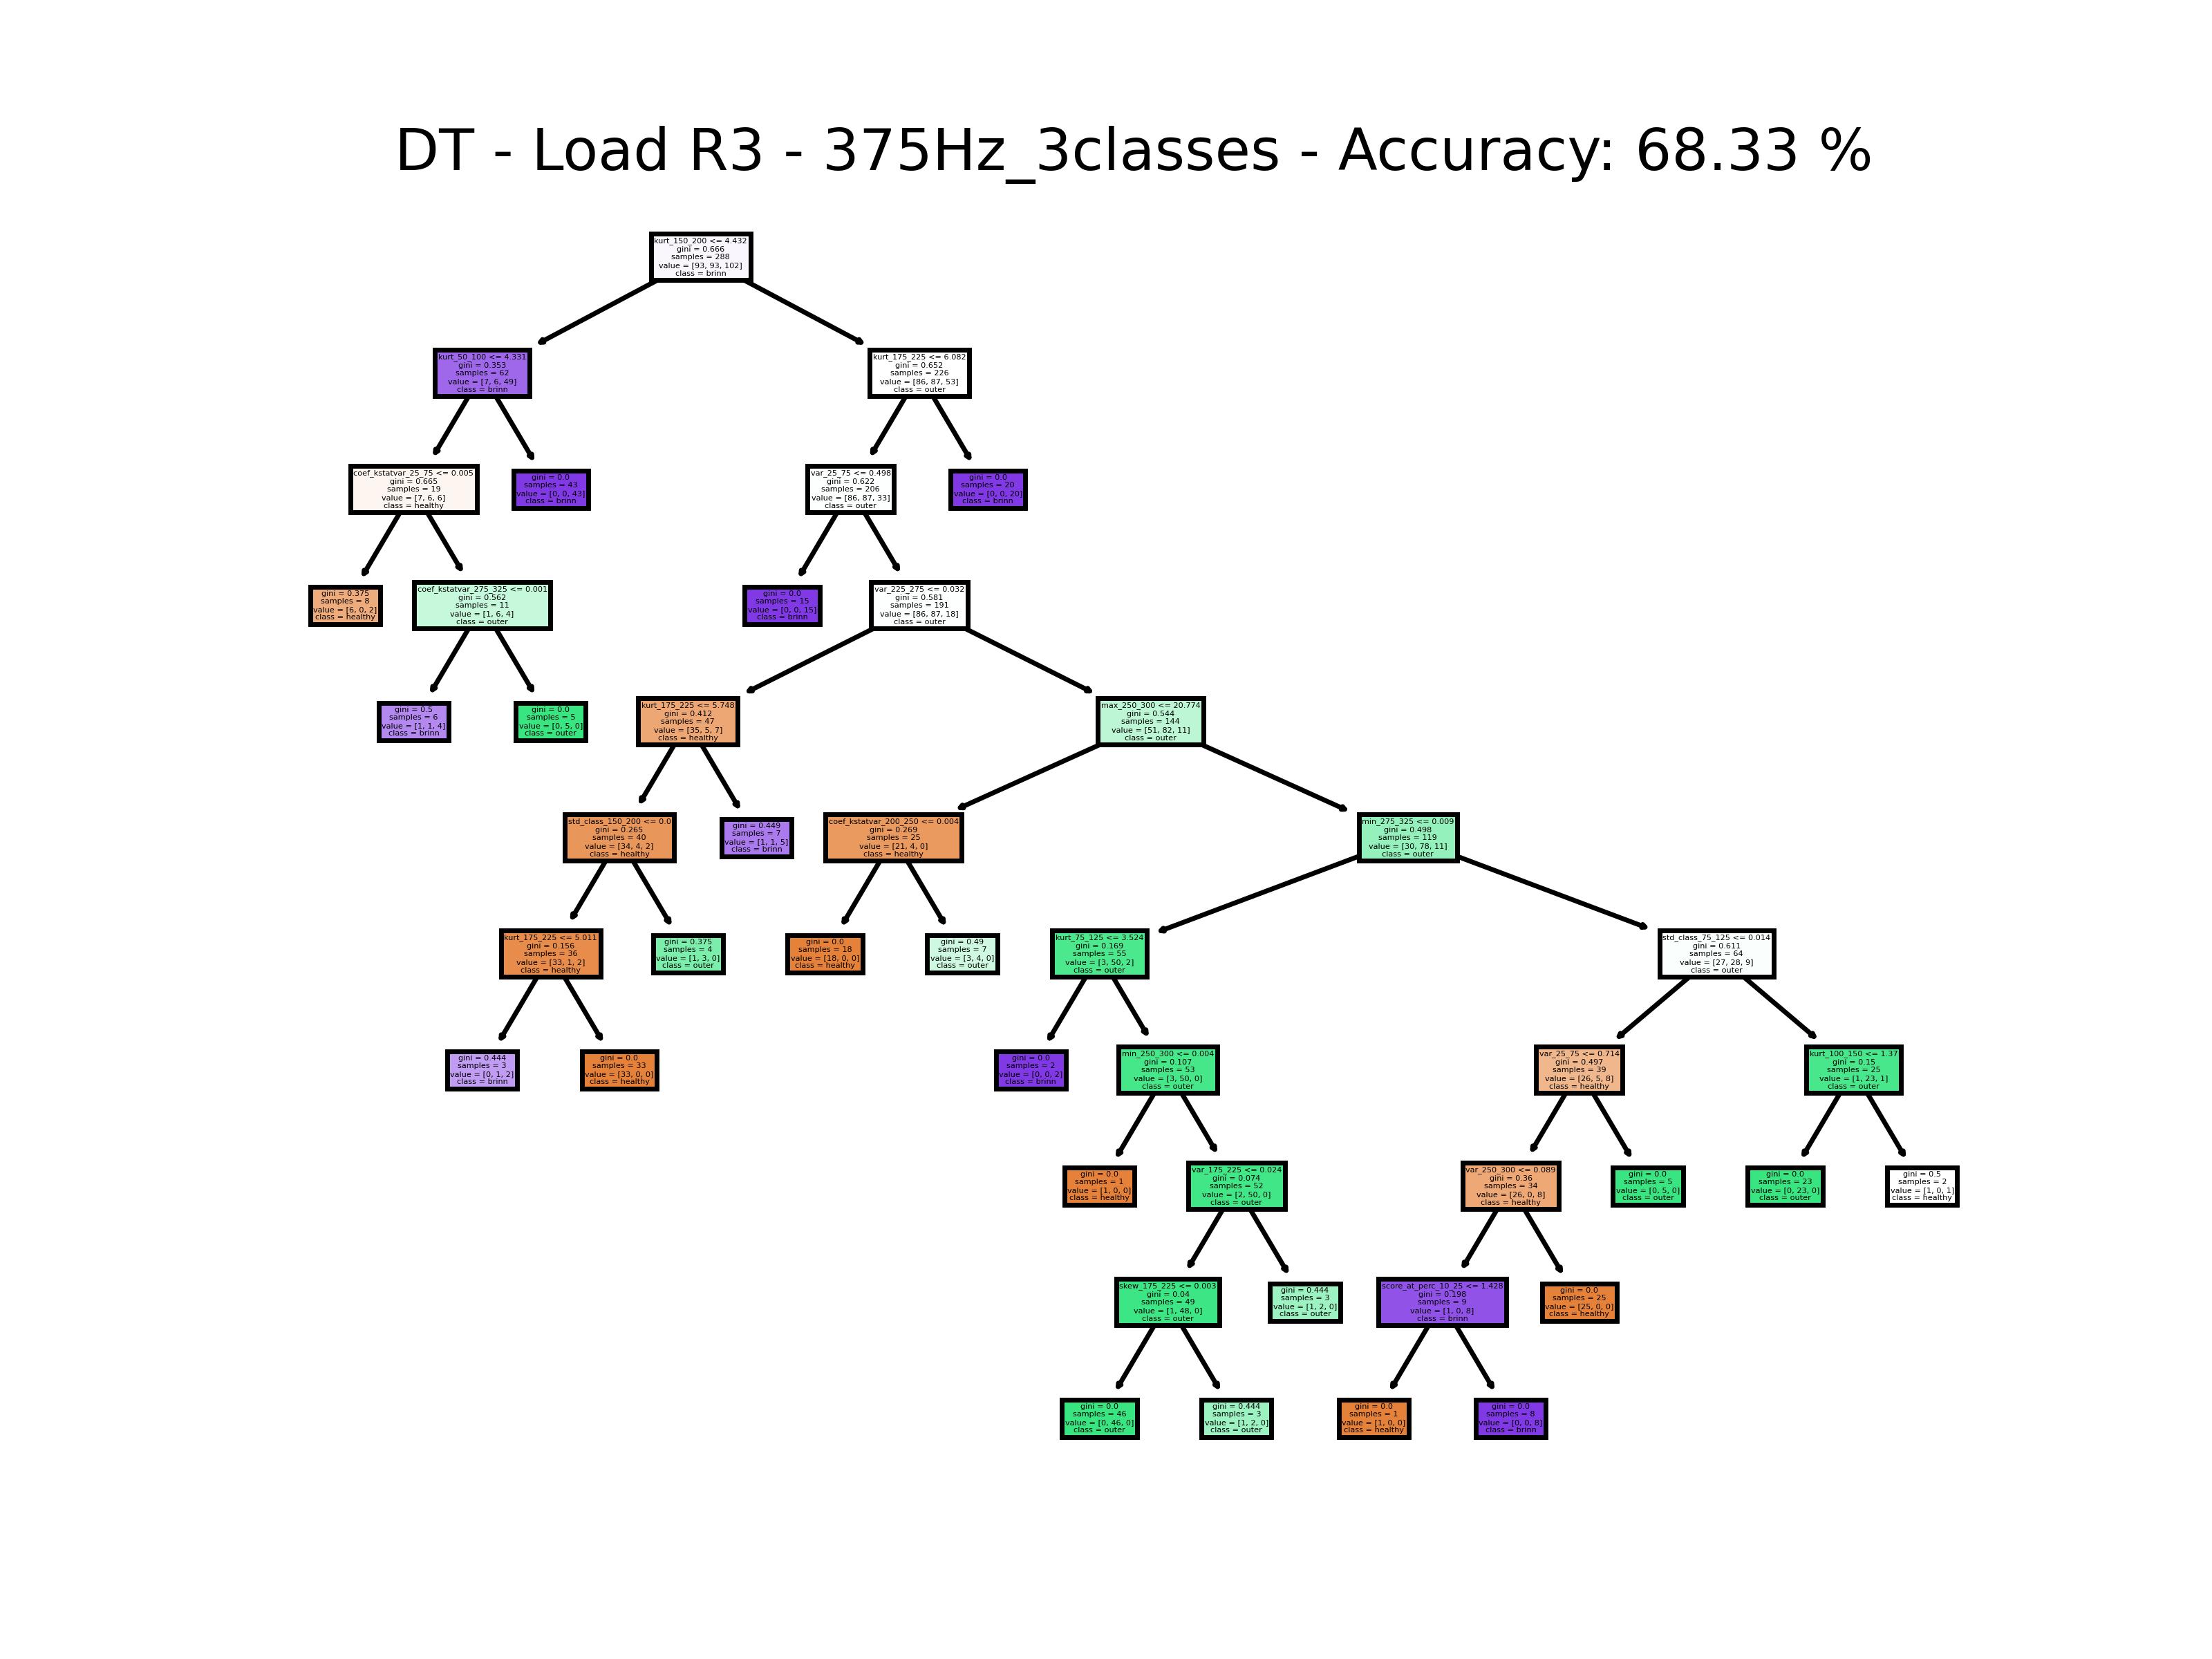 DT - Load R3 - 375Hz_3classes - Accuracy: 68.33 %
kurt_150_200 <= 4.432
gini = 0.666
samples = 288
value = [93, 93, 102]
class = brinn
kurt_50_100 <= 4.331
gini = 0.353
samples = 62
value = [7, 6, 49]
class = brinn
kurt_175_225 <= 6.082
gini = 0.652
samples = 226
value = [86, 87, 53]
class = outer
coef_kstatvar_25_75 <= 0.005
gini = 0.665
samples = 19
value = [7, 6, 6]
class = healthy
gini = 0.0
samples = 43
value = [0, 0, 43]
class = brinn
var_25_75 <= 0.498
gini = 0.622
samples = 206
value = [86, 87, 33]
class = outer
gini = 0.0
samples = 20
value = [0, 0, 20]
class = brinn
gini = 0.375
samples = 8
value = [6, 0, 2]
class = healthy
coef_kstatvar_275_325 <= 0.001
gini = 0.562
samples = 11
value = [1, 6, 4]
class = outer
gini = 0.0
samples = 15
value = [0, 0, 15]
class = brinn
var_225_275 <= 0.032
gini = 0.581
samples = 191
value = [86, 87, 18]
class = outer
gini = 0.5
samples = 6
value = [1, 1, 4]
class = brinn
gini = 0.0
samples = 5
value = [0, 5, 0]
class = outer
kurt_175_225 <= 5.748
gini = 0.412
samples = 47
value = [35, 5, 7]
class = healthy
max_250_300 <= 20.774
gini = 0.544
samples = 144
value = [51, 82, 11]
class = outer
std_class_150_200 <= 0.0
gini = 0.265
samples = 40
value = [34, 4, 2]
class = healthy
gini = 0.449
samples = 7
value = [1, 1, 5]
class = brinn
coef_kstatvar_200_250 <= 0.004
gini = 0.269
samples = 25
value = [21, 4, 0]
class = healthy
min_275_325 <= 0.009
gini = 0.498
samples = 119
value = [30, 78, 11]
class = outer
kurt_175_225 <= 5.011
gini = 0.156
samples = 36
value = [33, 1, 2]
class = healthy
gini = 0.375
samples = 4
value = [1, 3, 0]
class = outer
gini = 0.0
samples = 18
value = [18, 0, 0]
class = healthy
gini = 0.49
samples = 7
value = [3, 4, 0]
class = outer
kurt_75_125 <= 3.524
gini = 0.169
samples = 55
value = [3, 50, 2]
class = outer
std_class_75_125 <= 0.014
gini = 0.611
samples = 64
value = [27, 28, 9]
class = outer
gini = 0.444
samples = 3
value = [0, 1, 2]
class = brinn
gini = 0.0
samples = 33
value = [33, 0, 0]
class = healthy
gini = 0.0
samples = 2
value = [0, 0, 2]
class = brinn
min_250_300 <= 0.004
gini = 0.107
samples = 53
value = [3, 50, 0]
class = outer
var_25_75 <= 0.714
gini = 0.497
samples = 39
value = [26, 5, 8]
class = healthy
kurt_100_150 <= 1.37
gini = 0.15
samples = 25
value = [1, 23, 1]
class = outer
gini = 0.0
samples = 1
value = [1, 0, 0]
class = healthy
var_175_225 <= 0.024
gini = 0.074
samples = 52
value = [2, 50, 0]
class = outer
var_250_300 <= 0.089
gini = 0.36
samples = 34
value = [26, 0, 8]
class = healthy
gini = 0.0
samples = 5
value = [0, 5, 0]
class = outer
gini = 0.0
samples = 23
value = [0, 23, 0]
class = outer
gini = 0.5
samples = 2
value = [1, 0, 1]
class = healthy
skew_175_225 <= 0.003
gini = 0.04
samples = 49
value = [1, 48, 0]
class = outer
gini = 0.444
samples = 3
value = [1, 2, 0]
class = outer
score_at_perc_10_25 <= 1.428
gini = 0.198
samples = 9
value = [1, 0, 8]
class = brinn
gini = 0.0
samples = 25
value = [25, 0, 0]
class = healthy
gini = 0.0
samples = 46
value = [0, 46, 0]
class = outer
gini = 0.444
samples = 3
value = [1, 2, 0]
class = outer
gini = 0.0
samples = 1
value = [1, 0, 0]
class = healthy
gini = 0.0
samples = 8
value = [0, 0, 8]
class = brinn